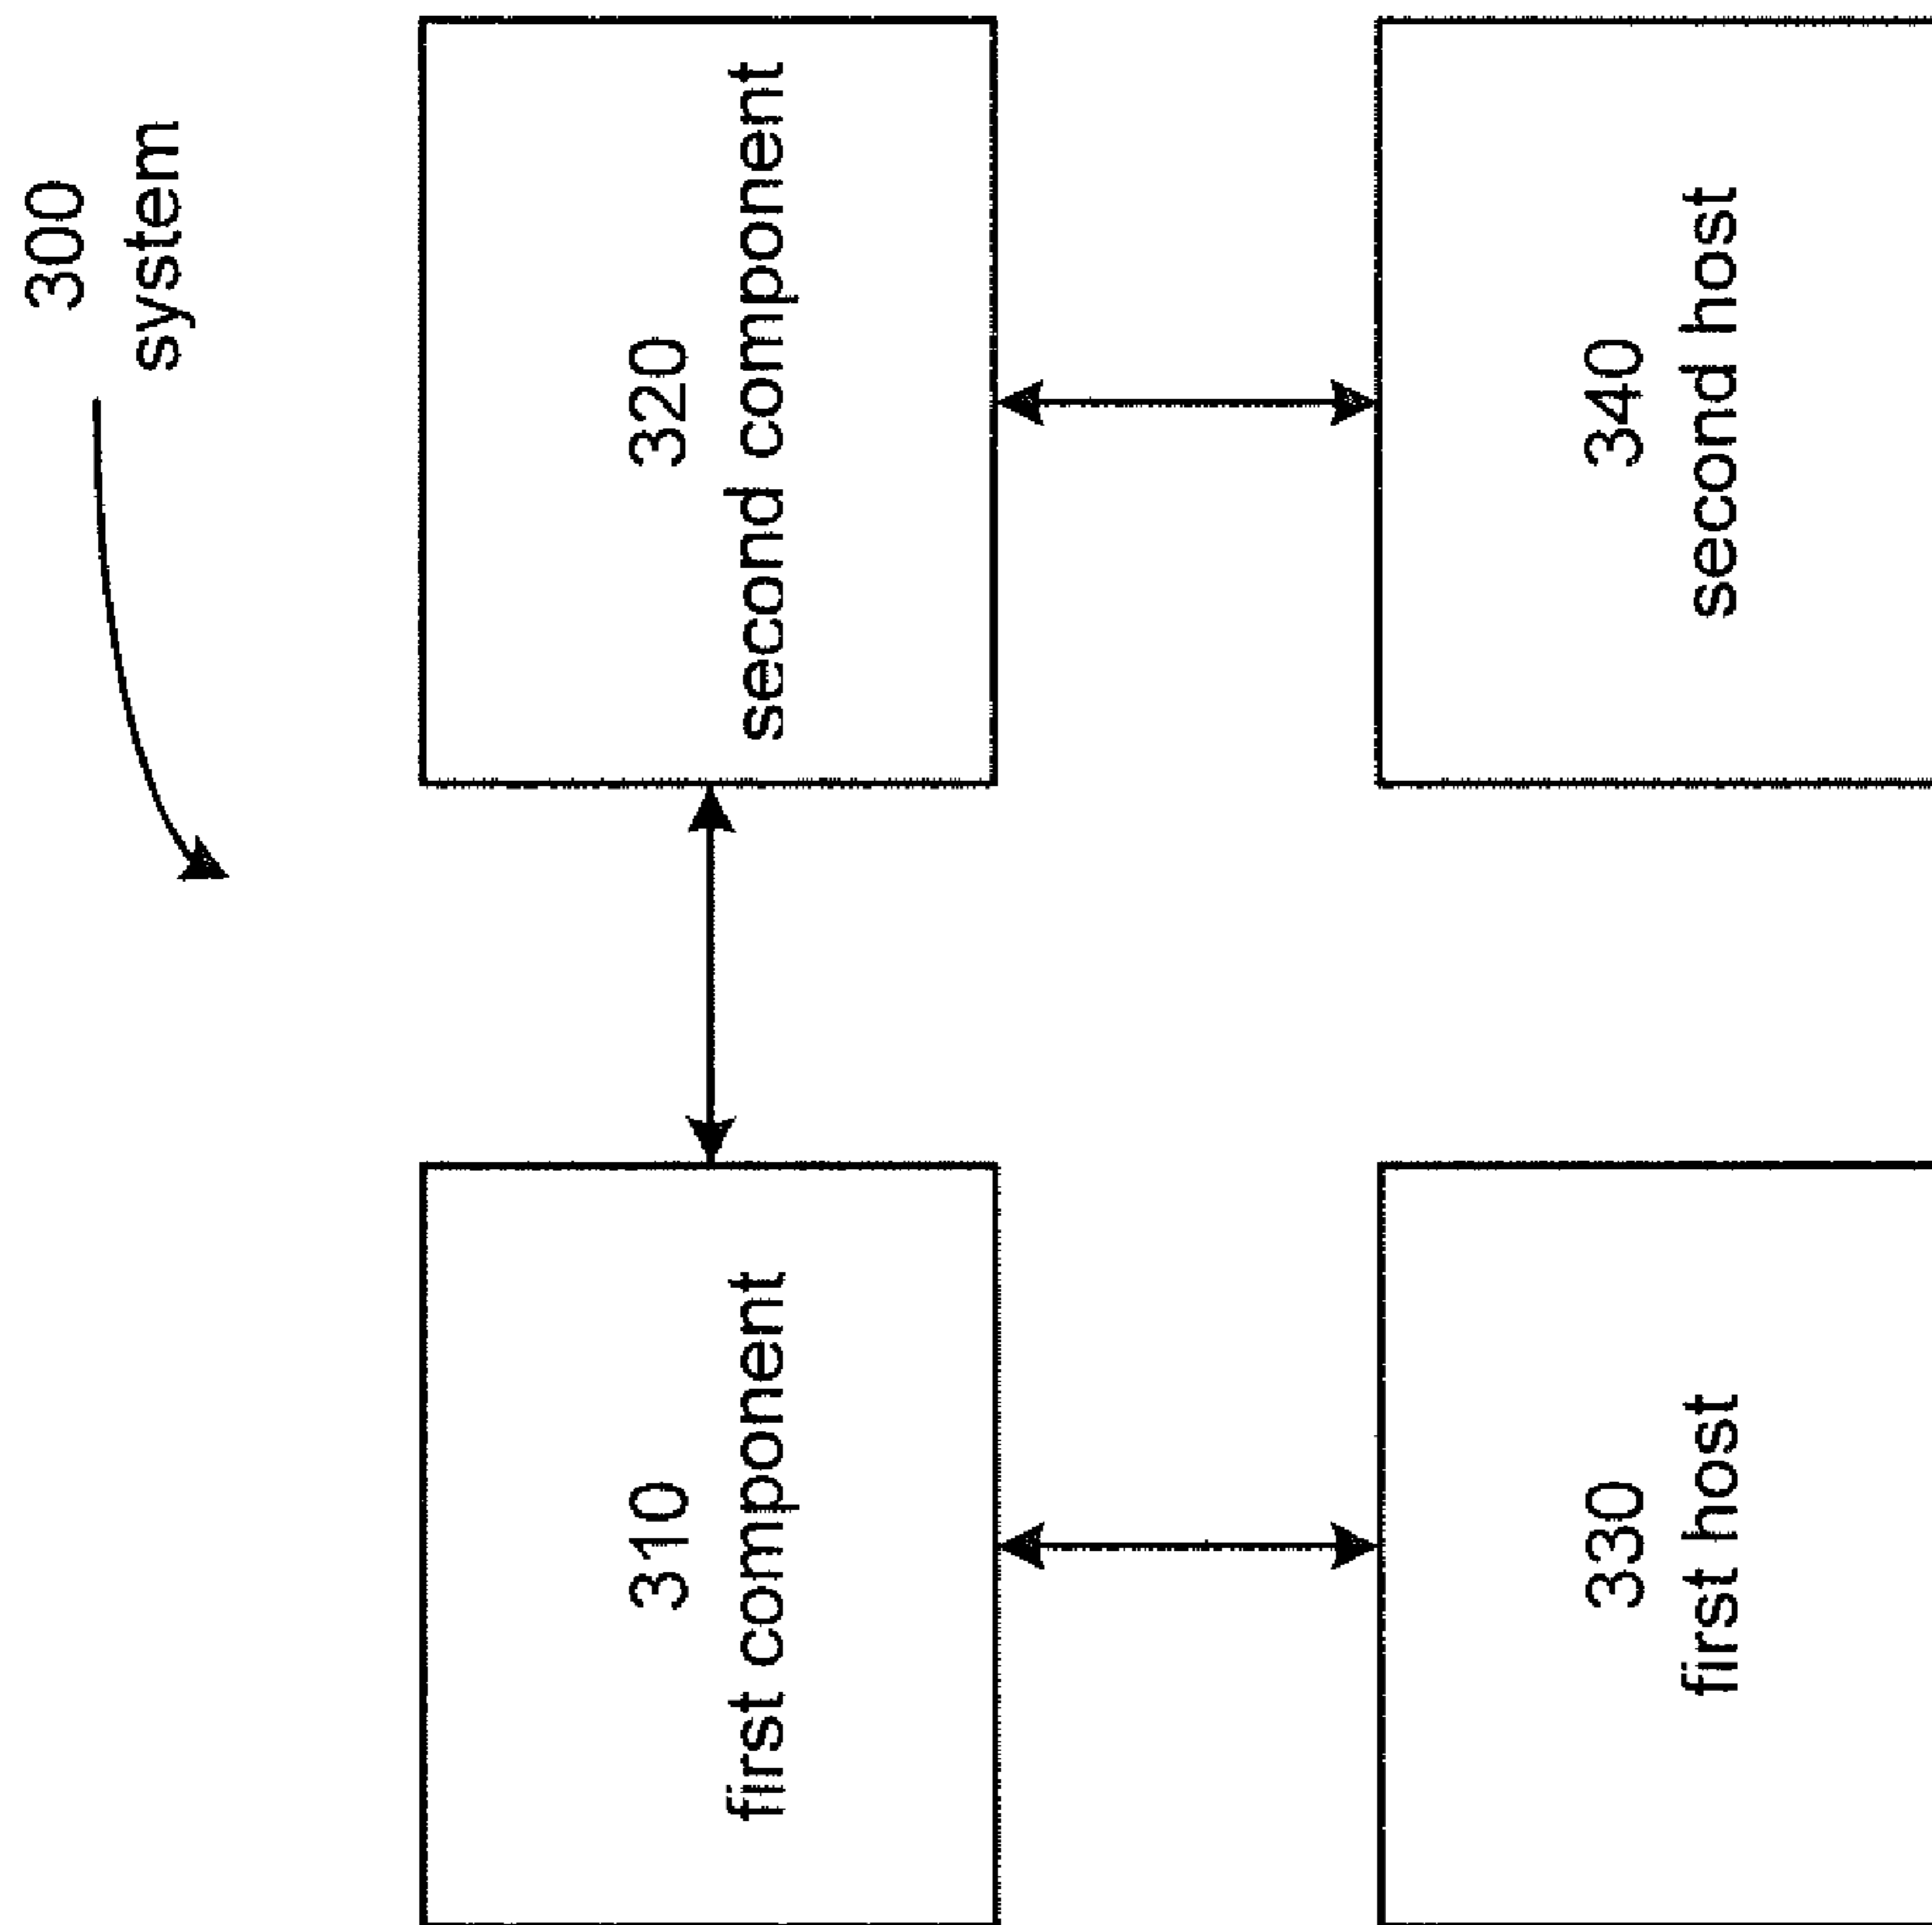 300
system
310
first component
320
second component
330
first host
340
second host